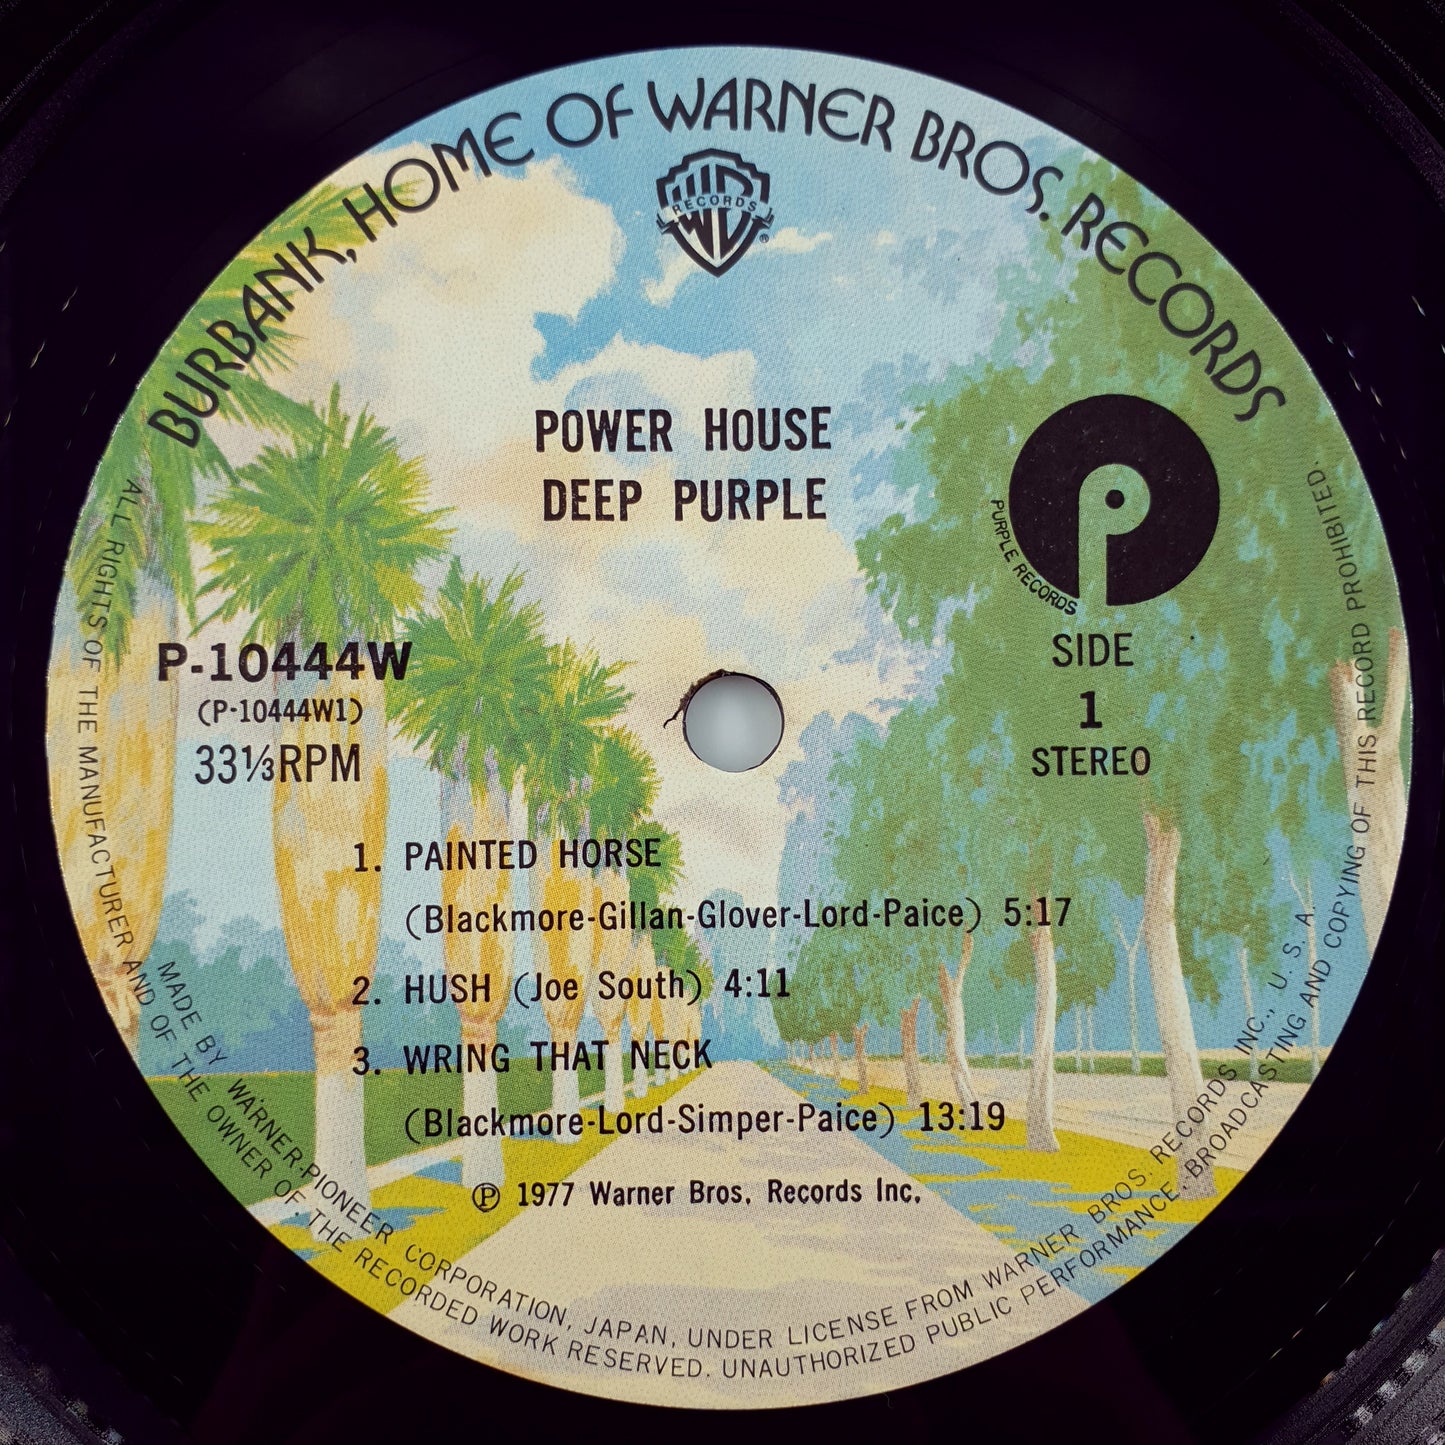 BURBANK, HOME OF WARNER BROS. RECORDS
WB
RECORDS
®
POWER HOUSE
DEEP PURPLE
P
PURPLE RECORDS
P-10444W
(P-10444W1)
33⅓RPM
SIDE
1
STEREO
1. PAINTED HORSE
(Blackmore-Gillan-Glover-Lord-Paice) 5:17
2. HUSH (Joe South) 4:11
3. WRING THAT NECK
(Blackmore-Lord-Simper-Paice) 13:19
℗ 1977 Warner Bros. Records Inc.
MADE BY WARNER-PIONEER CORPORATION, JAPAN, UNDER LICENSE FROM WARNER BROS. RECORDS INC., U. S. A.
ALL RIGHTS OF THE MANUFACTURER AND OF THE OWNER OF THE RECORDED WORK RESERVED. UNAUTHORIZED PUBLIC PERFORMANCE, BROADCASTING AND COPYING OF THIS RECORD PROHIBITED.